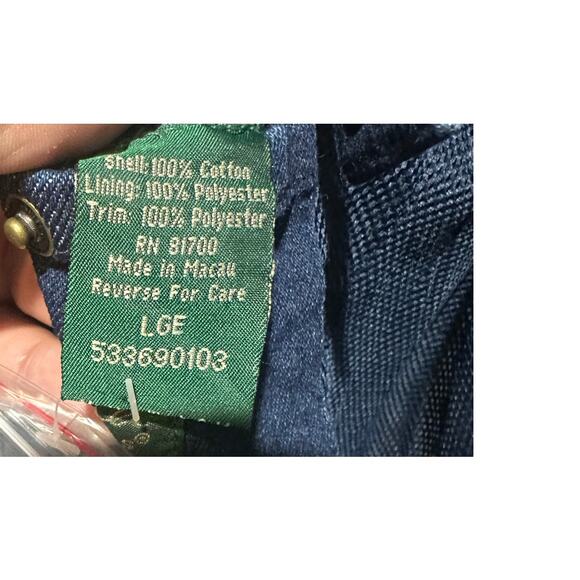 Shell: 100% Cotton
Lining: 100% Polyester
Trim: 100% Polyester
RN 81700
Made in Macau
Reverse For Care
LGE
533690103